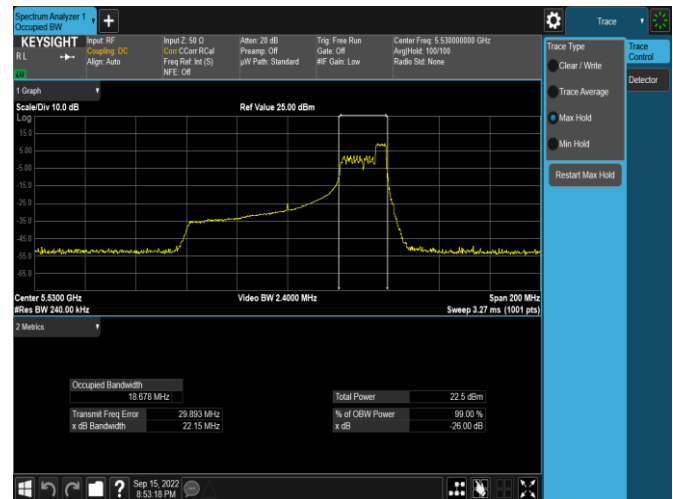 Spectrum Analyzer 1
Occupied BW
+
Trace
KEYSIGHT
R L
LXI
Input: RF
Coupling: DC
Align: Auto
Input Z: 50 Ω
Corr CCorr RCal
Freq Ref: Int (S)
NFE: Off
Atten: 20 dB
Preamp: Off
µW Path: Standard
Trig: Free Run
Gate: Off
#IF Gain: Low
Center Freq: 5.530000000 GHz
Avg|Hold: 100/100
Radio Std: None
Trace Type
Clear / Write
Trace Average
Max Hold
Min Hold
Restart Max Hold
Trace
Control
Detector
1 Graph
Scale/Div 10.0 dB
Ref Value 25.00 dBm
Log
15.0
5.00
-5.00
-15.0
-25.0
-35.0
-45.0
-55.0
-65.0
Center 5.5300 GHz
Video BW 2.4000 MHz
Span 200 MHz
#Res BW 240.00 kHz
Sweep 3.27 ms (1001 pts)
2 Metrics
Occupied Bandwidth
18.678 MHz
Total Power 22.5 dBm
Transmit Freq Error 29.893 MHz
% of OBW Power 99.00 %
x dB Bandwidth 22.15 MHz
x dB -26.00 dB
?
Sep 15, 2022
8:53:18 PM